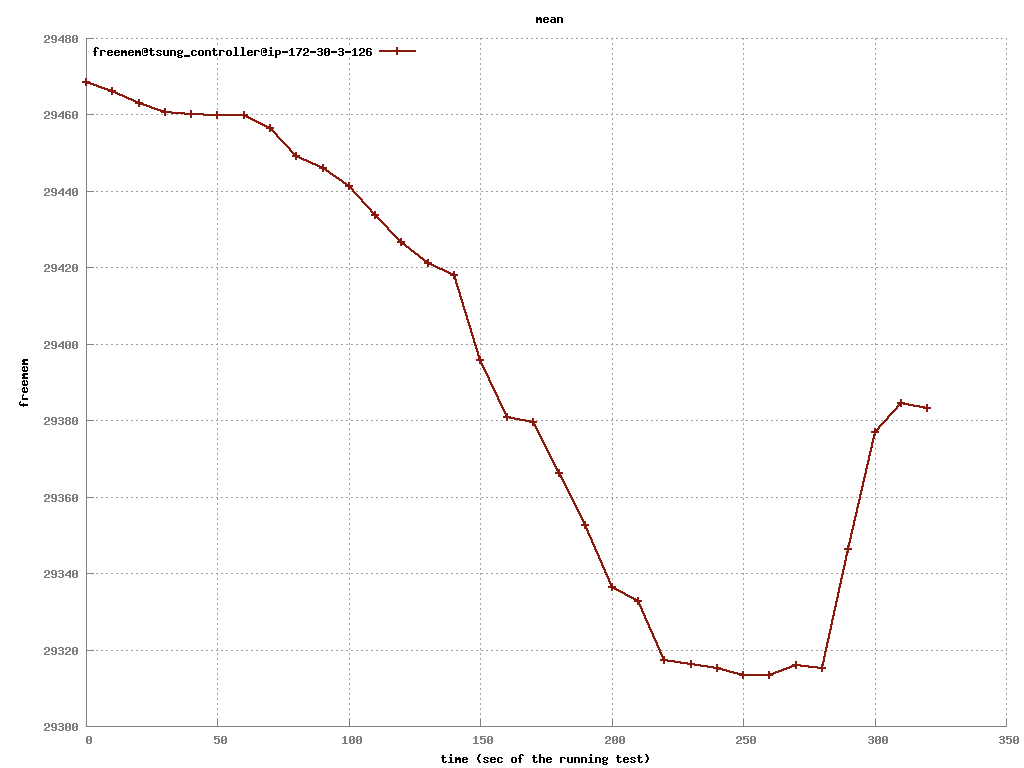 mean
freemem@tsung_controller@ip-172-30-3-126
29480
29460
29440
29420
29400
29380
29360
29340
29320
29300
freemem
0 50 100 150 200 250 300 350
time (sec of the running test)